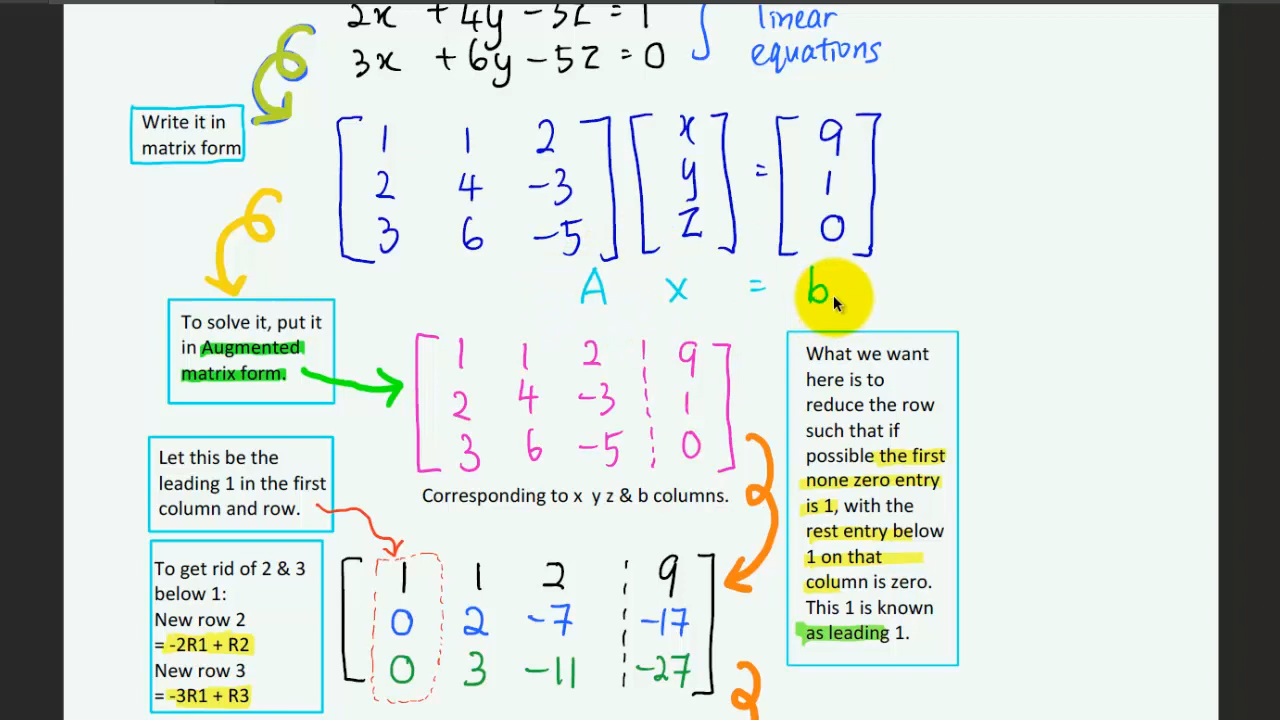 2x + 4y - 3z = 1
3x + 6y - 5z = 0
linear
equations
Write it in
matrix form
1 1 2 x 9
2 4 -3 y = 1
3 6 -5 z 0
A x = b
To solve it, put it
in Augmented
matrix form.
1 1 2 9
2 4 -3 1
3 6 -5 0
Corresponding to x y z & b columns.
What we want
here is to
reduce the row
such that if
possible the first
none zero entry
is 1, with the
rest entry below
1 on that
column is zero.
This 1 is known
as leading 1.
Let this be the
leading 1 in the first
column and row.
To get rid of 2 & 3
below 1:
New row 2
= -2R1 + R2
New row 3
= -3R1 + R3
1 1 2 9
0 2 -7 -17
0 3 -11 -27